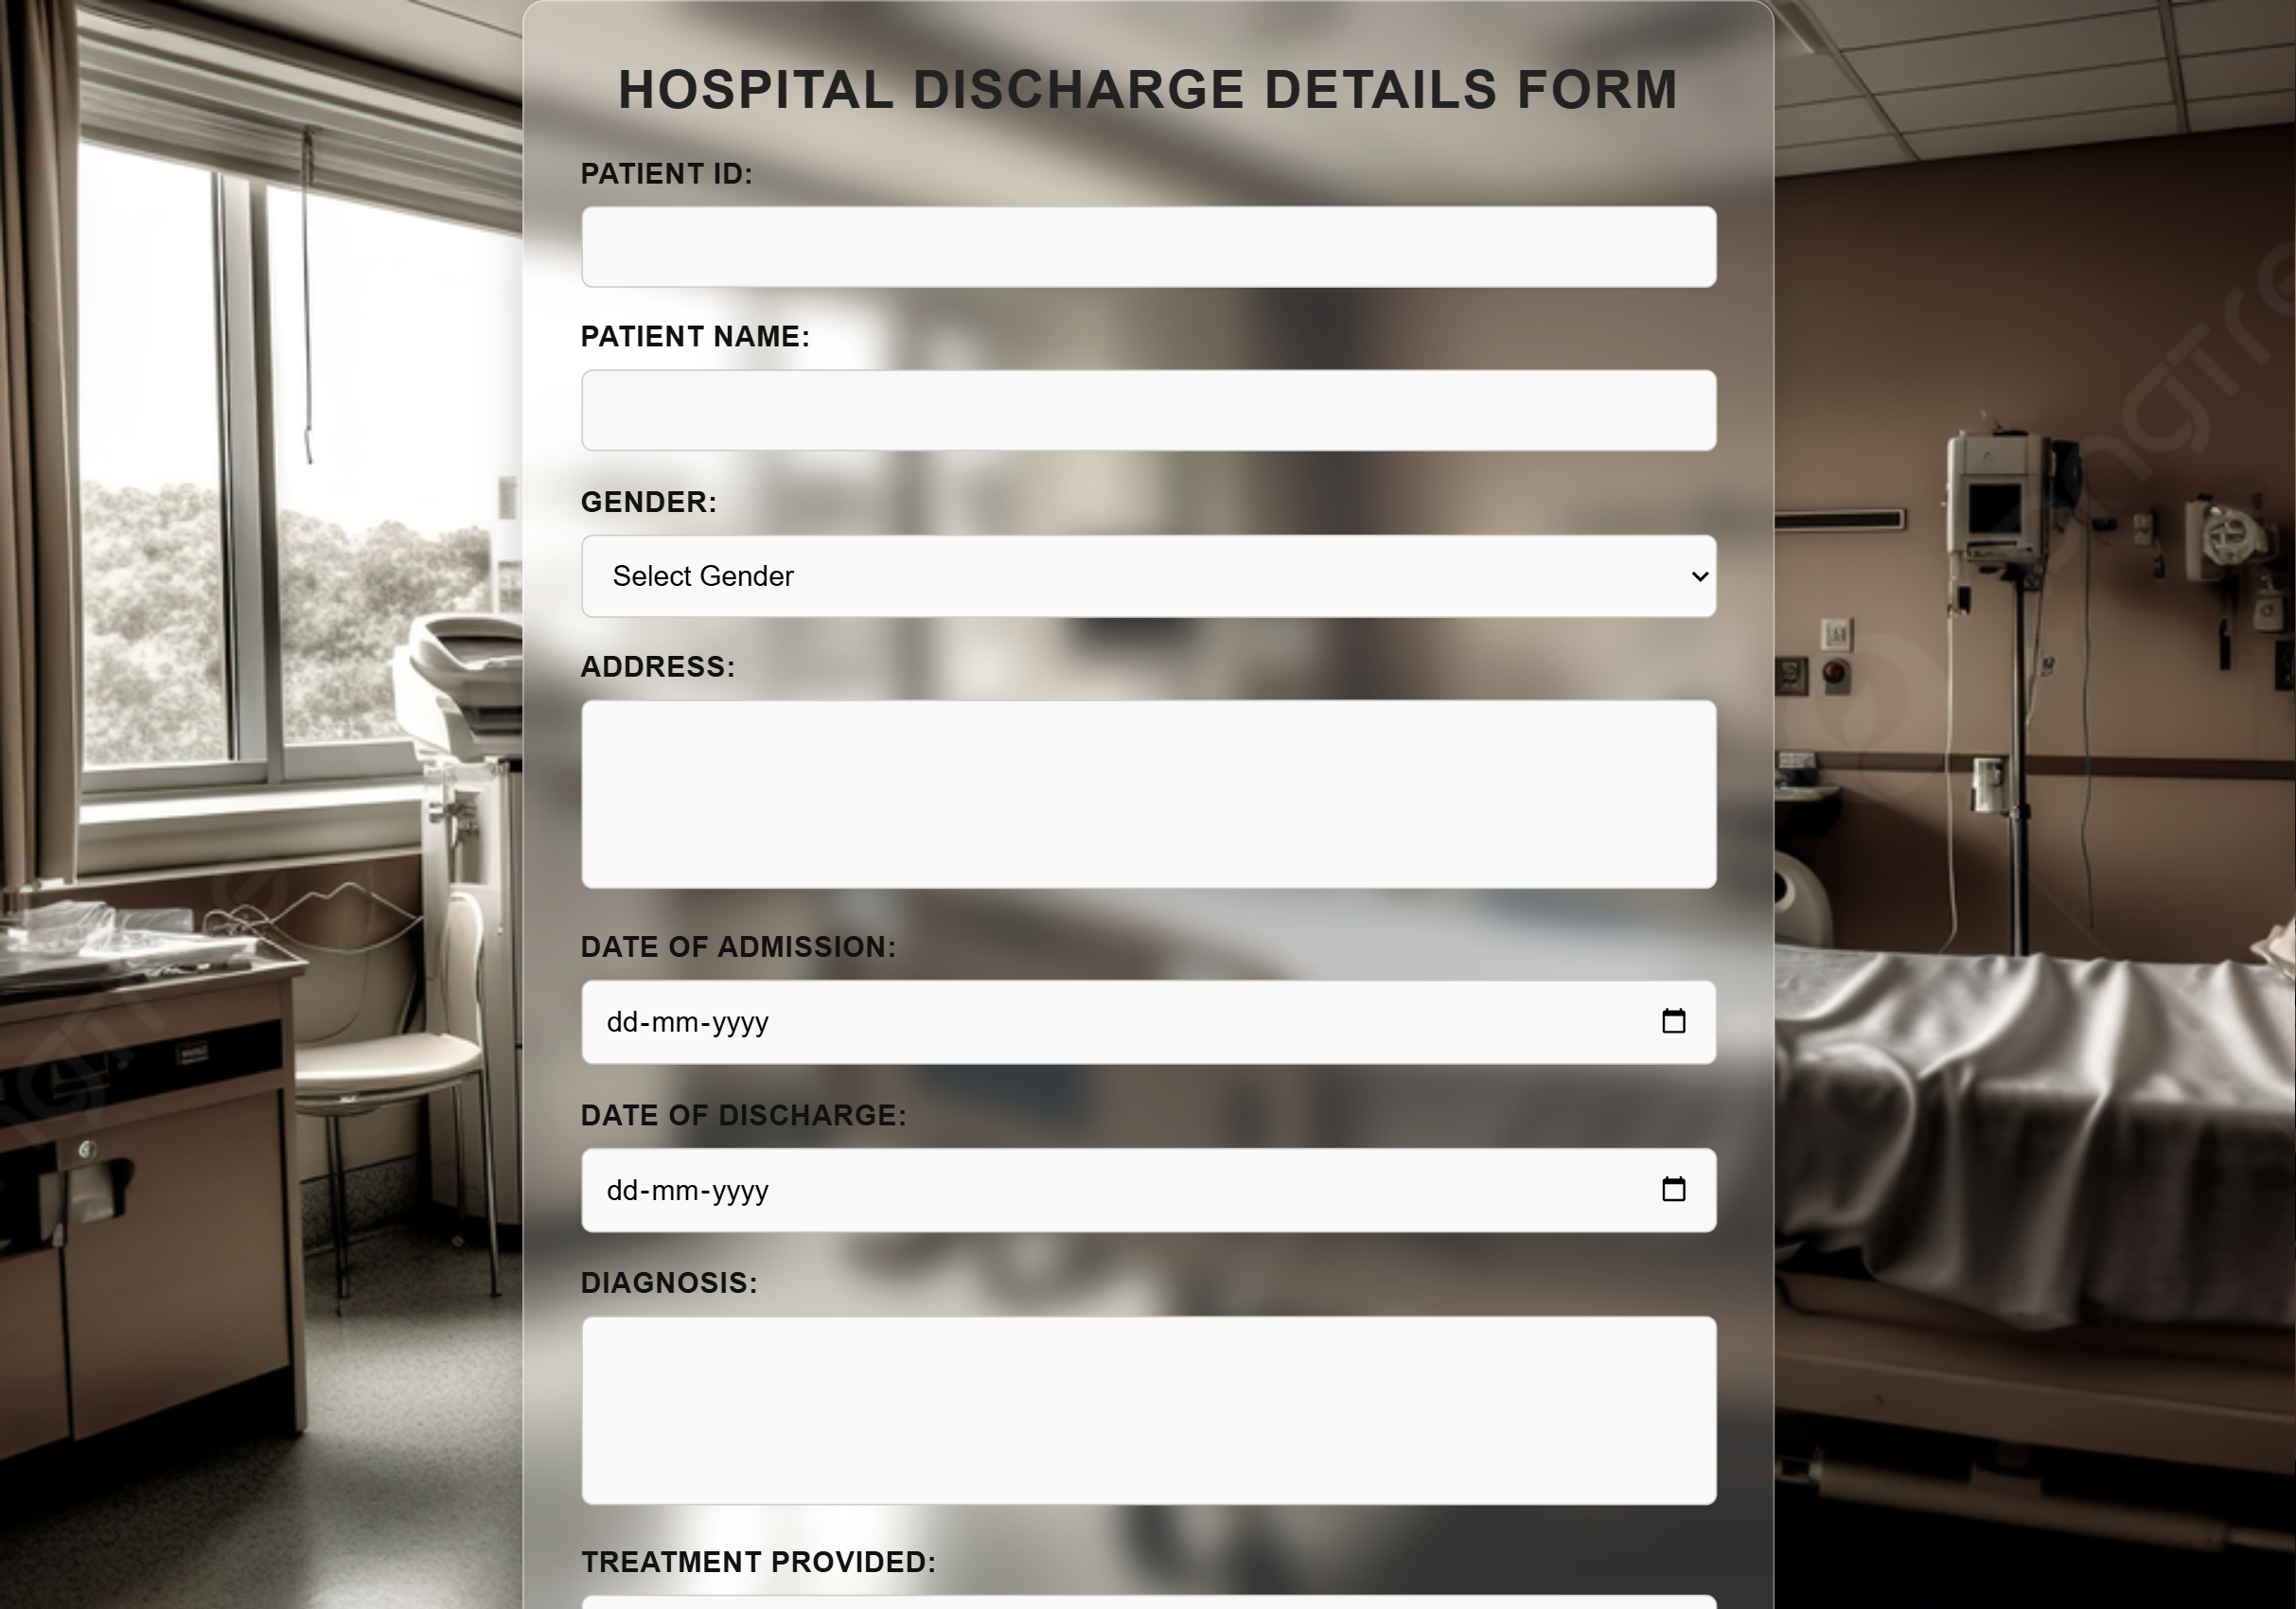 HOSPITAL DISCHARGE DETAILS FORM
PATIENT ID:
PATIENT NAME:
GENDER:
Select Gender
ADDRESS:
DATE OF ADMISSION:
dd-mm-yyyy
DATE OF DISCHARGE:
dd-mm-yyyy
DIAGNOSIS:
TREATMENT PROVIDED: